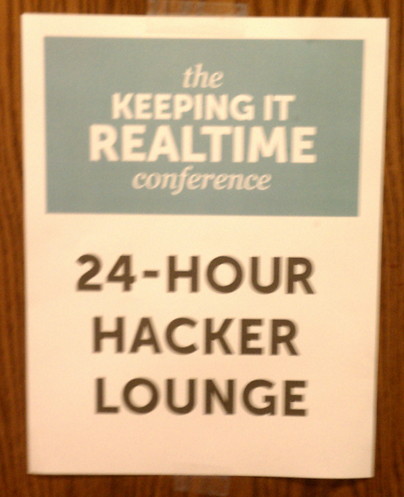 the
KEEPING IT
REALTIME
conference
24-HOUR
HACKER
LOUNGE